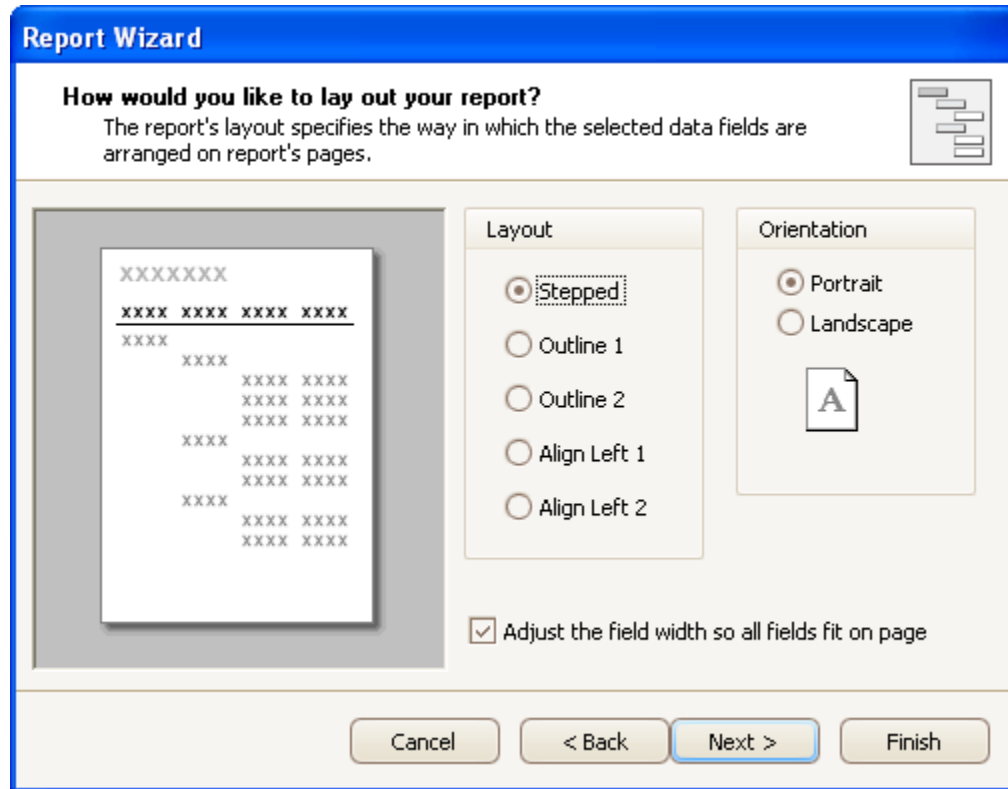 Report Wizard
How would you like to lay out your report?
The report's layout specifies the way in which the selected data fields are
arranged on report's pages.
XXXXXXX
XXXX XXXX XXXX XXXX
XXXX
XXXX
XXXX XXXX
XXXX XXXX
XXXX XXXX
XXXX
XXXX XXXX
XXXX XXXX
XXXX
XXXX XXXX
XXXX XXXX
Layout
Stepped
Outline 1
Outline 2
Align Left 1
Align Left 2
Orientation
Portrait
Landscape
A
Adjust the field width so all fields fit on page
Cancel
< Back
Next >
Finish